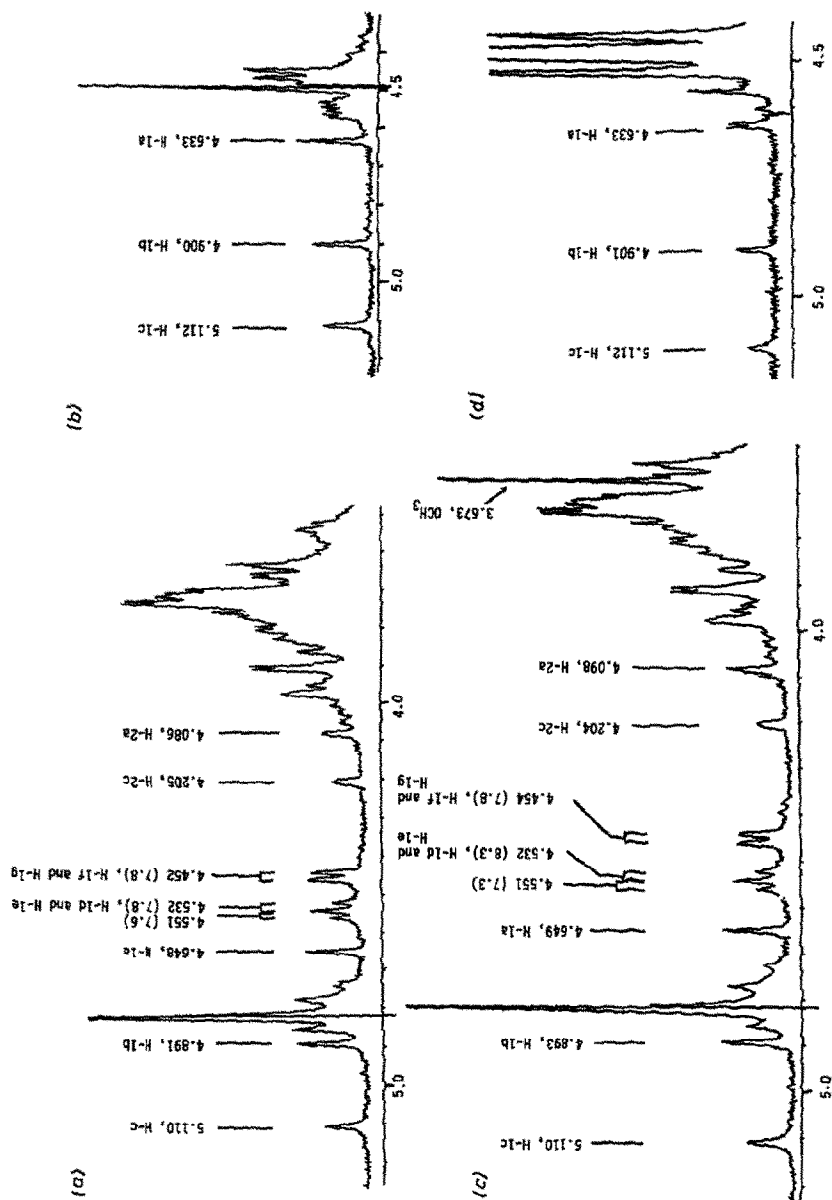 (a)
5.110, H-c
4.891, H-1b
4.648, H-1a
4.551 (7.6)
4.532 (7.8), H-1d and H-1e
4.452 (7.8), H-1f and H-1g
4.205, H-2c
4.086, H-2a
5.0
4.0
(b)
5.112, H-1c
4.900, H-1b
4.633, H-1a
5.0
4.5
(c)
5.110, H-1c
4.893, H-1b
4.649, H-1a
4.551 (7.3)
4.532 (8.3), H-1d and
H-1e
4.454 (7.8), H-1f and
H-1g
4.204, H-2c
4.098, H-2a
3.673, OCH3
5.0
4.0
(d)
5.112, H-1c
4.901, H-1b
4.633, H-1a
5.0
4.5